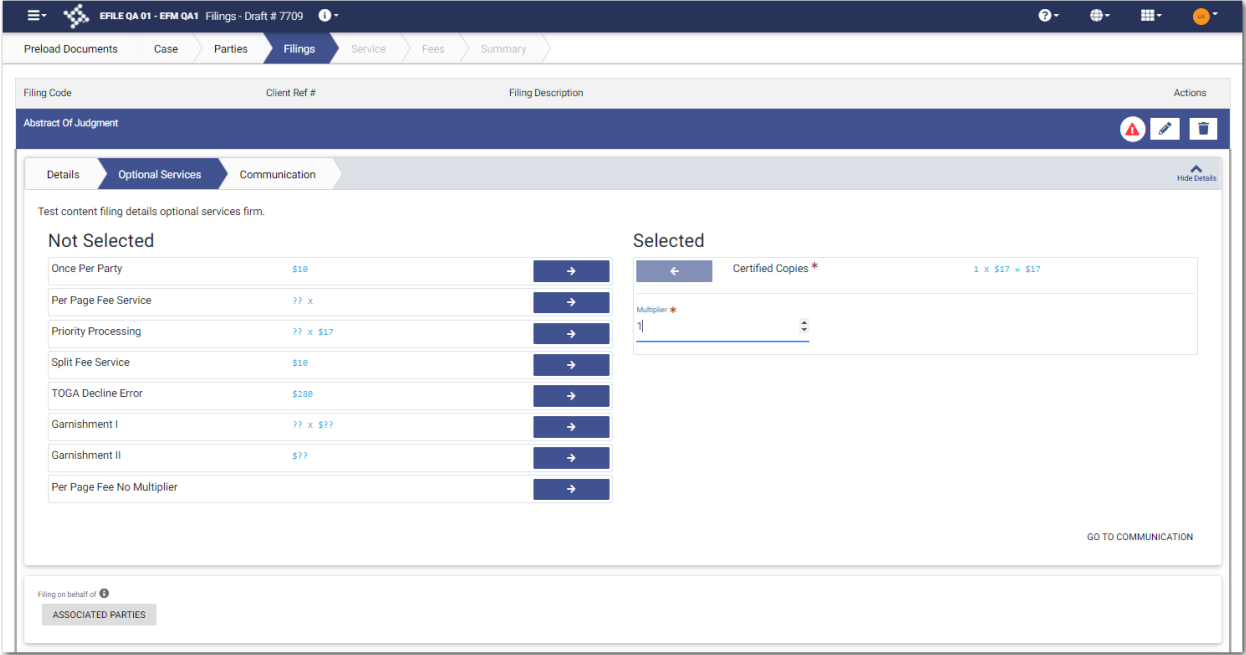 EFILE QA 01 - EFM QA1 Filings - Draft # 7709
Preload Documents Case Parties Filings Service Fees Summary
Filing Code Client Ref # Filing Description Actions
Abstract Of Judgment
Details Optional Services Communication
Hide Details
Test content filing details optional services firm.
Not Selected
Once Per Party $10
Per Page Fee Service ?? x
Priority Processing ?? x $17
Split Fee Service $10
TOGA Decline Error $280
Garnishment I ?? x $??
Garnishment II $??
Per Page Fee No Multiplier
Selected
Certified Copies * 1 x $17 = $17
Multiplier *
1
GO TO COMMUNICATION
Filing on behalf of
ASSOCIATED PARTIES